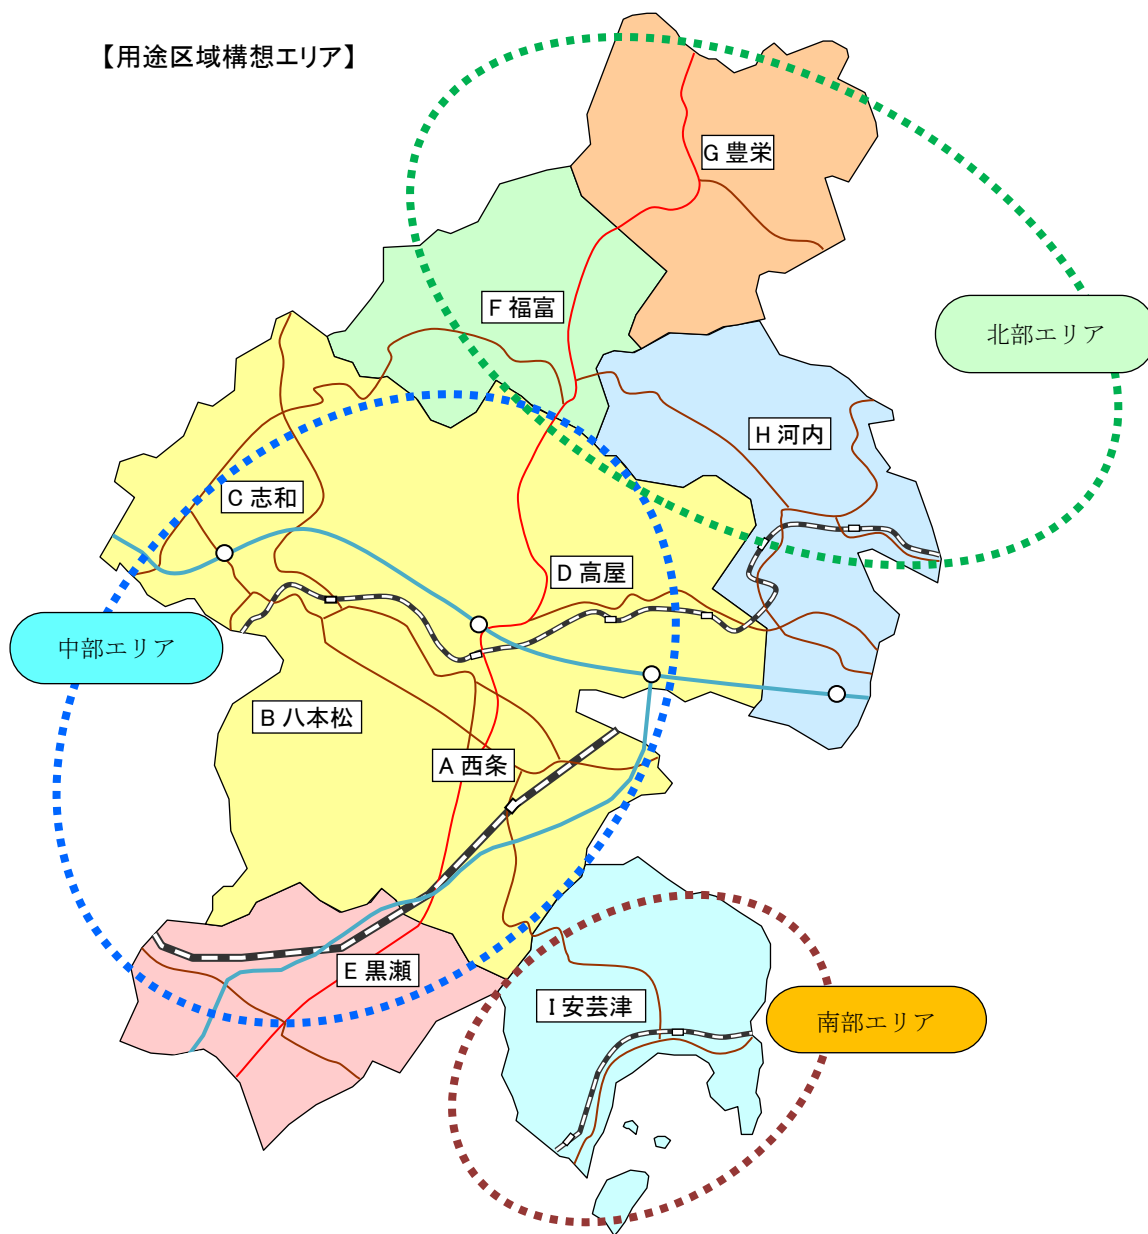 【用途区域構想エリア】
G 豊栄
F 福富
北部エリア
H 河内
C 志和
D 高屋
中部エリア
B 八本松
A 西条
E 黒瀬
I 安芸津
南部エリア